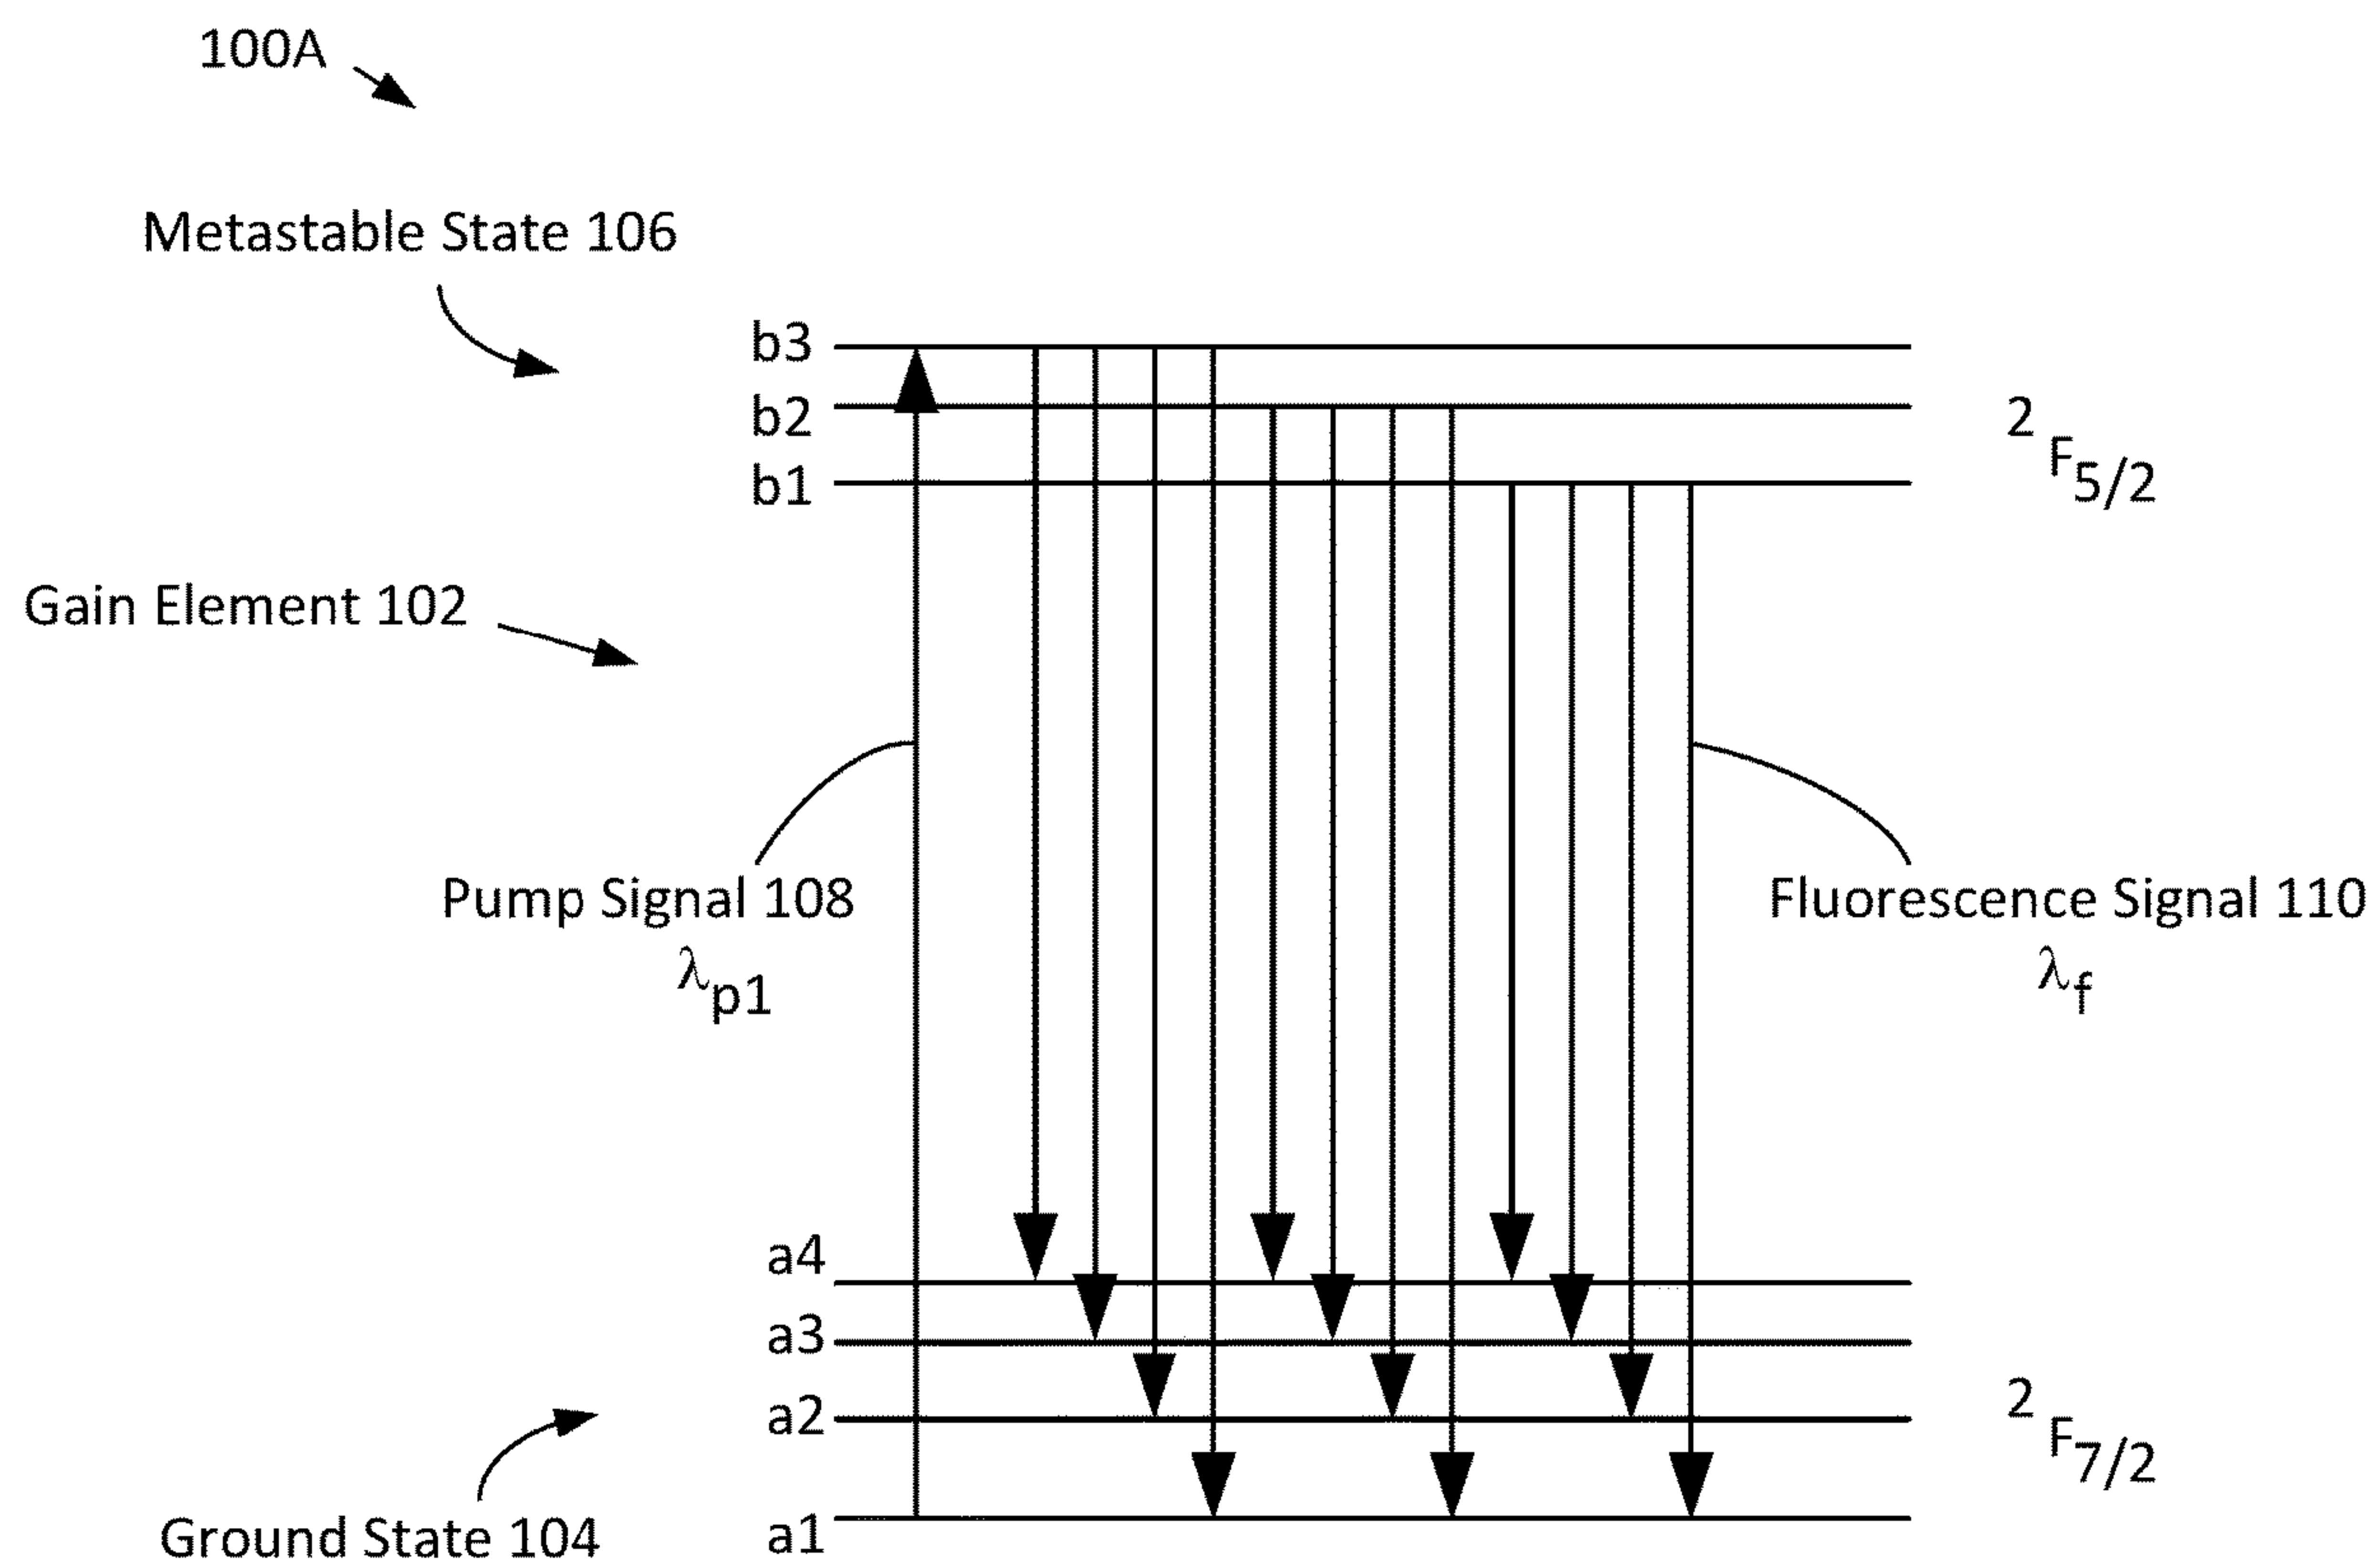 100A
Metastable State 106
b3
b2
b1
2
F5/2
Gain Element 102
Pump Signal 108
λp1
Fluorescence Signal 110
λf
a4
a3
a2
a1
2
F7/2
Ground State 104